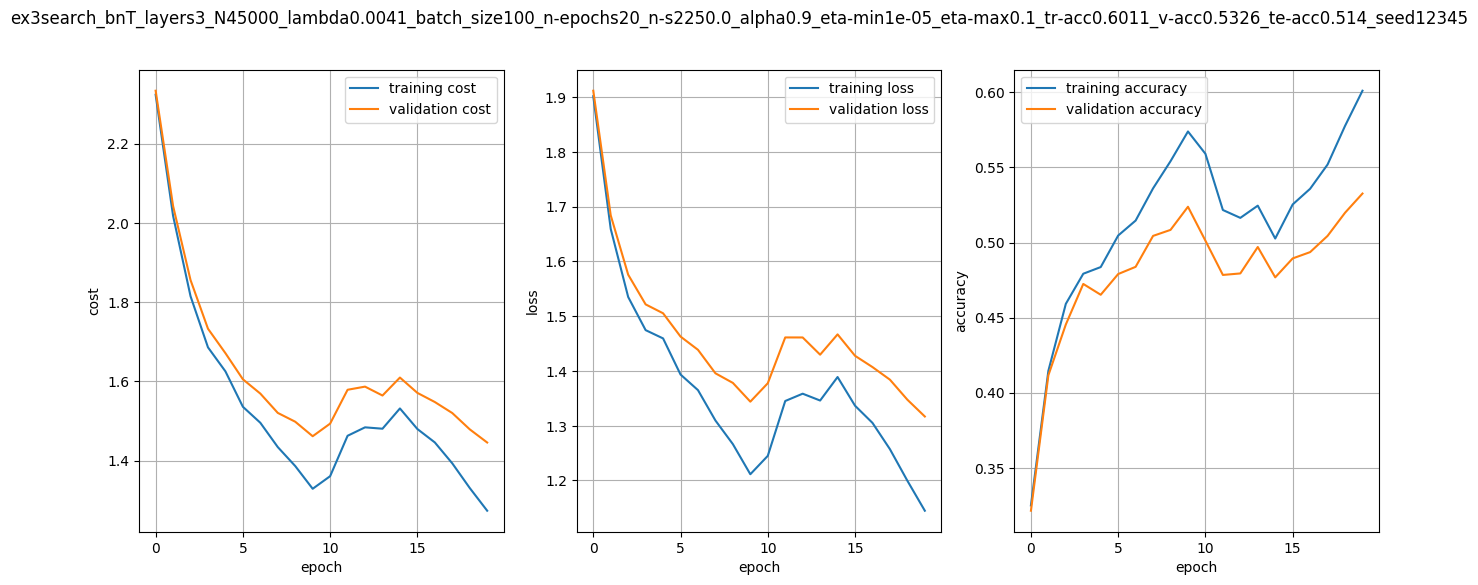 ex3search_bnT_layers3_N45000_lambda0.0041_batch_size100_n-epochs20_n-s2250.0_alpha0.9_eta-min1e-05_eta-max0.1_tr-acc0.6011_v-acc0.5326_te-acc0.514_seed12345
training cost
validation cost
2.2
2.0
1.8
1.6
1.4
cost
0
5
10
15
epoch
training loss
validation loss
1.9
1.8
1.7
1.6
1.5
1.4
1.3
1.2
loss
0
5
10
15
epoch
training accuracy
validation accuracy
0.60
0.55
0.50
0.45
0.40
0.35
accuracy
0
5
10
15
epoch